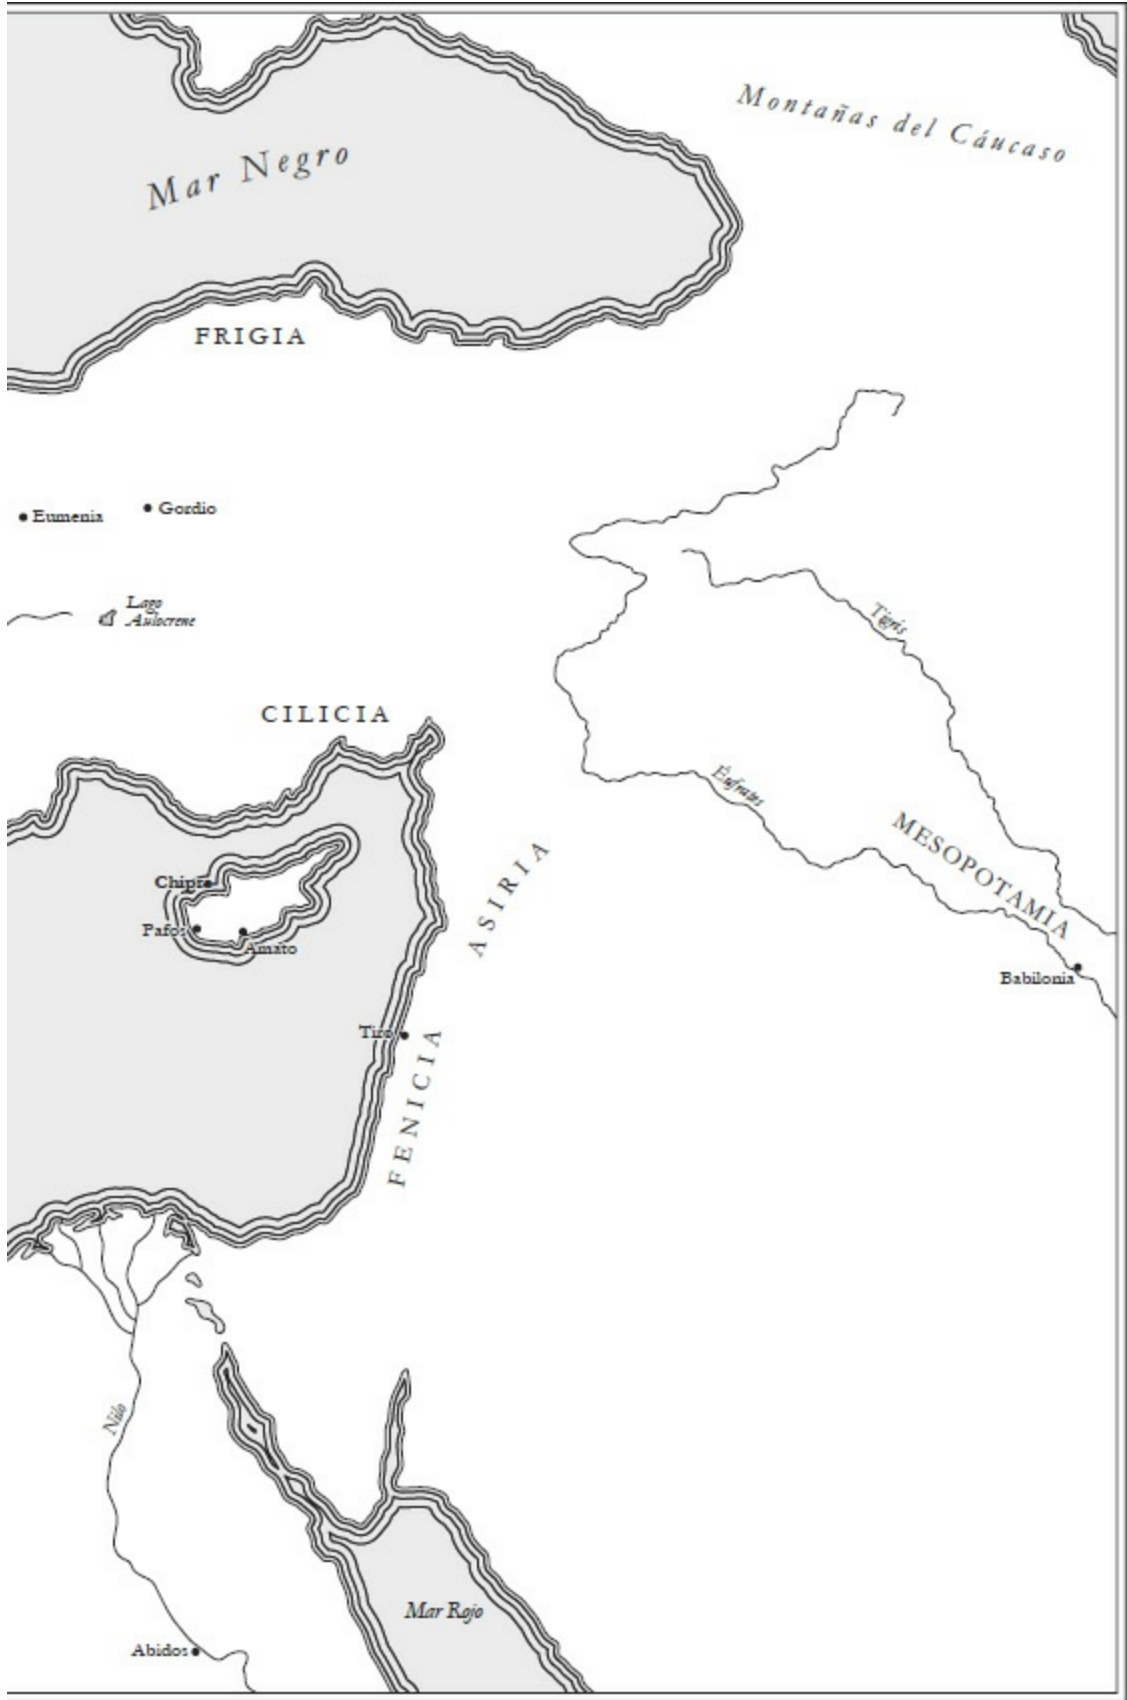 Montañas del Cáucaso
Mar Negro
FRIGIA
Eumenia
Gordio
Lago
Aulocrene
Tigris
CILICIA
Éufrates
MESOPOTAMIA
ASIRIA
Chipre
Pafos
Amato
Babilonia
Tiro
FENICIA
Nilo
Mar Rojo
Abidos